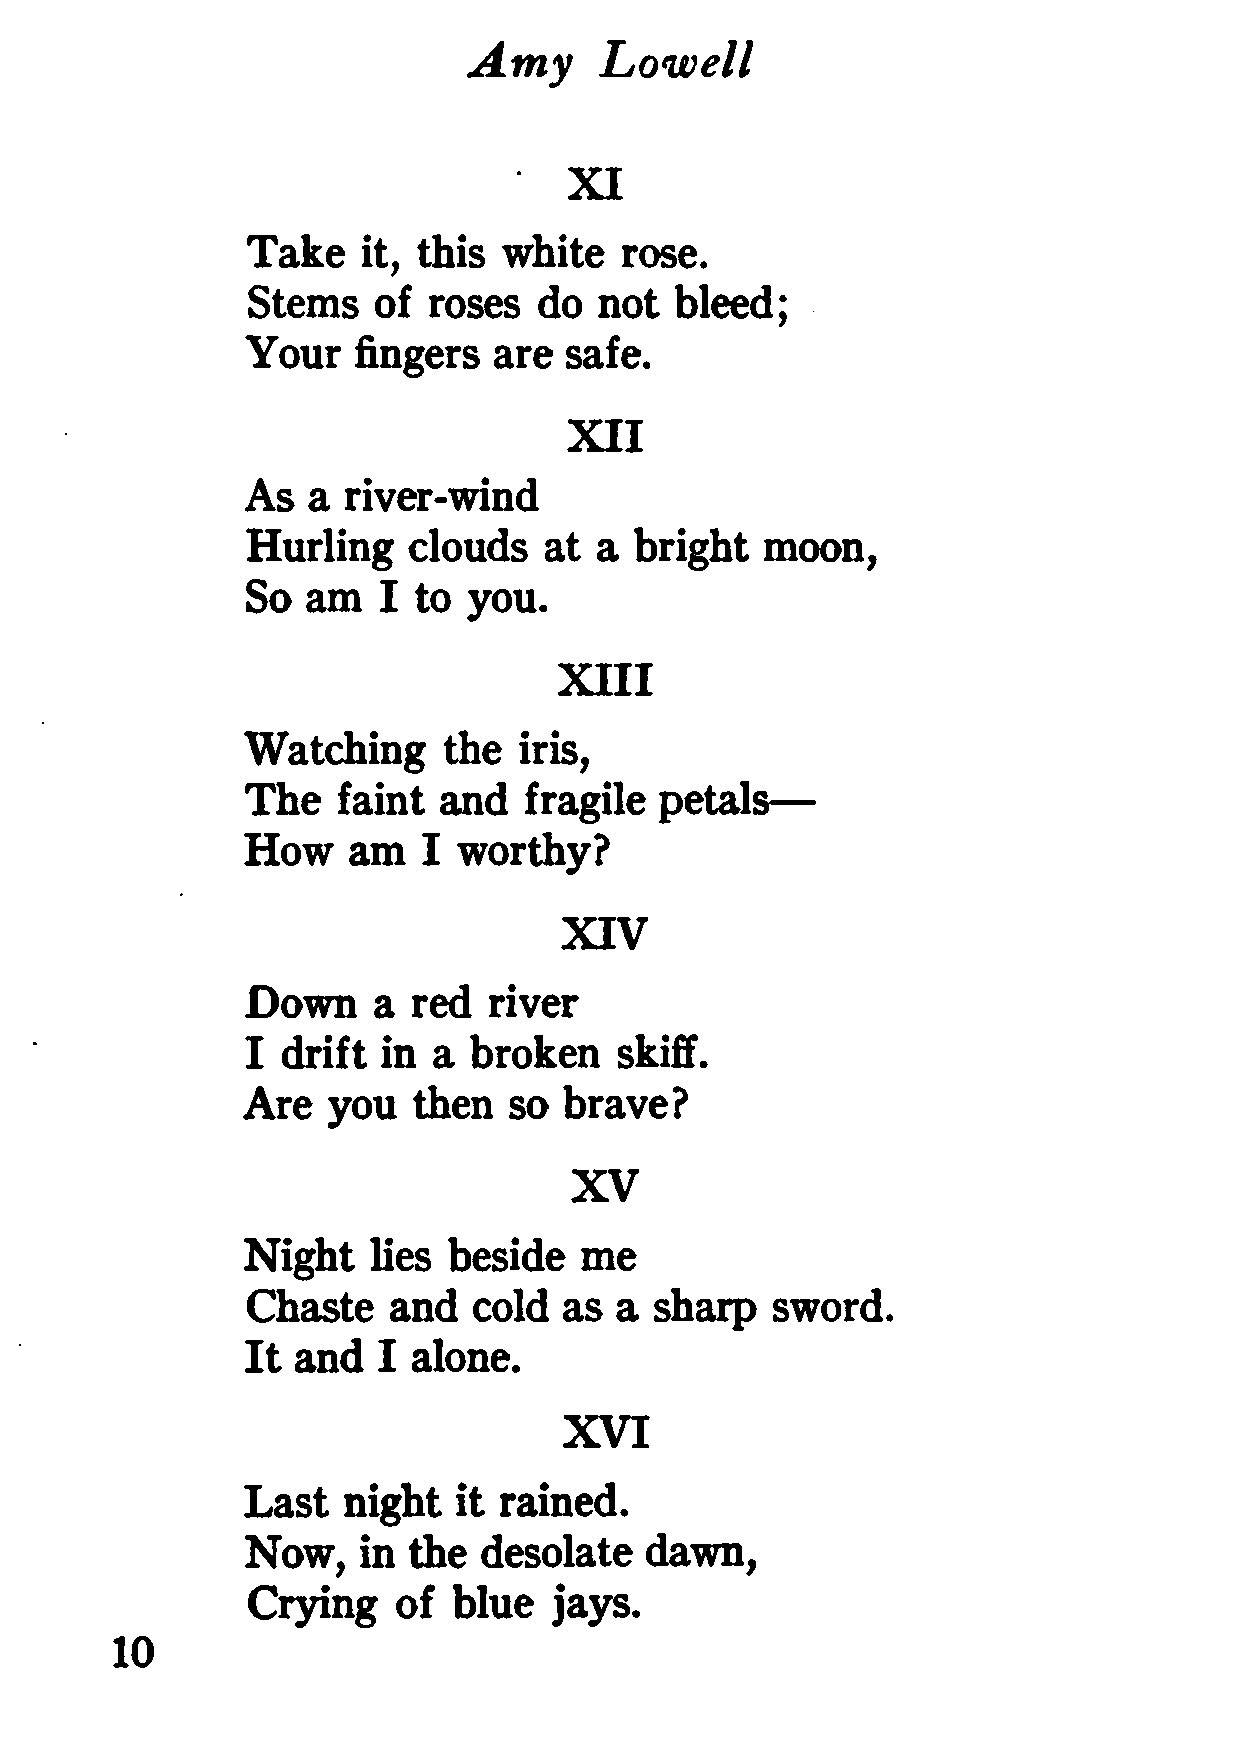 Amy Lowell
XI
Take it, this white rose.
Stems of roses do not bleed;
Your fingers are safe.
XII
As a river-wind
Hurling clouds at a bright moon,
So am I to you.
XIII
Watching the iris,
The faint and fragile petals—
How am I worthy?
XIV
Down a red river
I drift in a broken skiff.
Are you then so brave?
XV
Night lies beside me
Chaste and cold as a sharp sword.
It and I alone.
XVI
Last night it rained.
Now, in the desolate dawn,
Crying of blue jays.
10